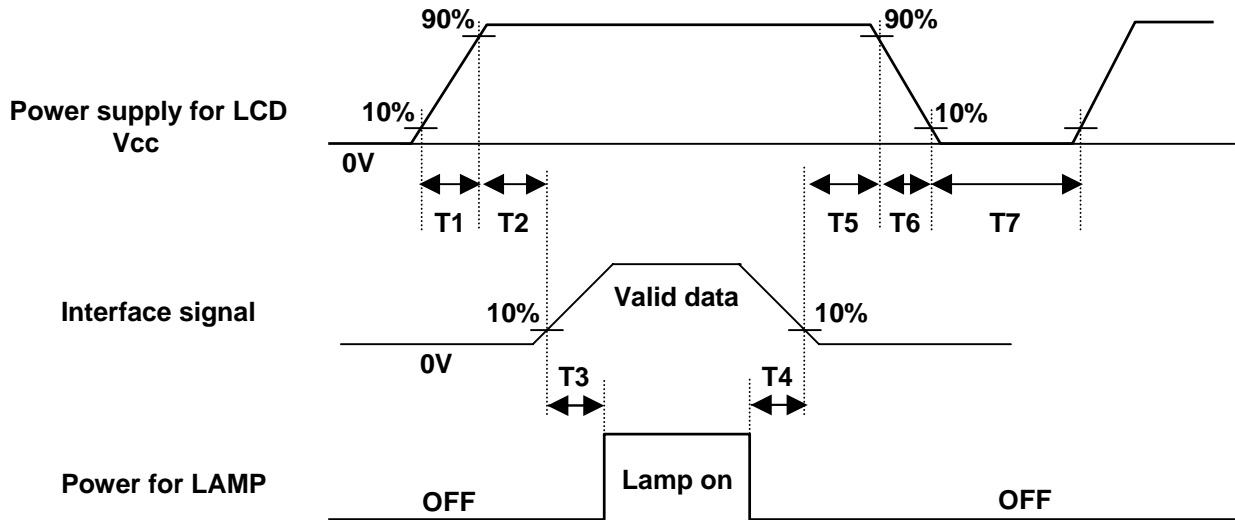 90%
90%
Power supply for LCD
Vcc
10%
10%
0V
T1
T2
T5
T6
T7
Interface signal
Valid data
10%
10%
0V
T3
T4
Power for LAMP
Lamp on
OFF
OFF